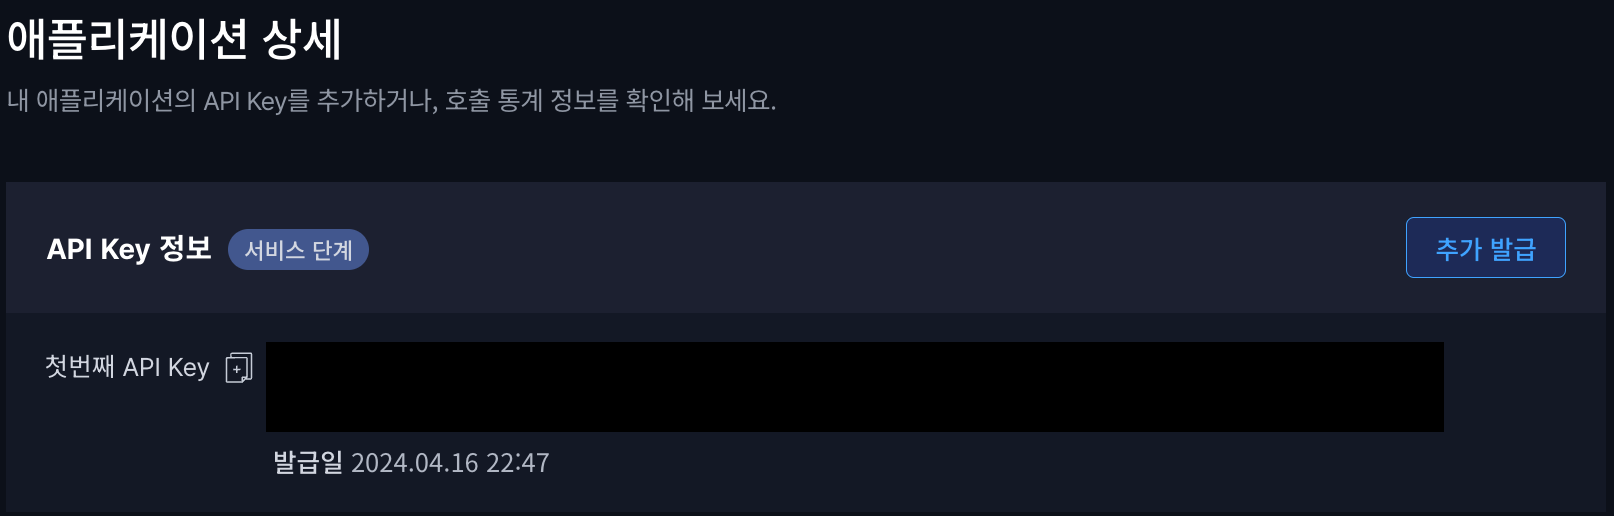 애플리케이션 상세
내 애플리케이션의 API Key를 추가하거나, 호출 통계 정보를 확인해 보세요.
API Key 정보 서비스 단계 추가 발급
첫번째 API Key
발급일 2024.04.16 22:47